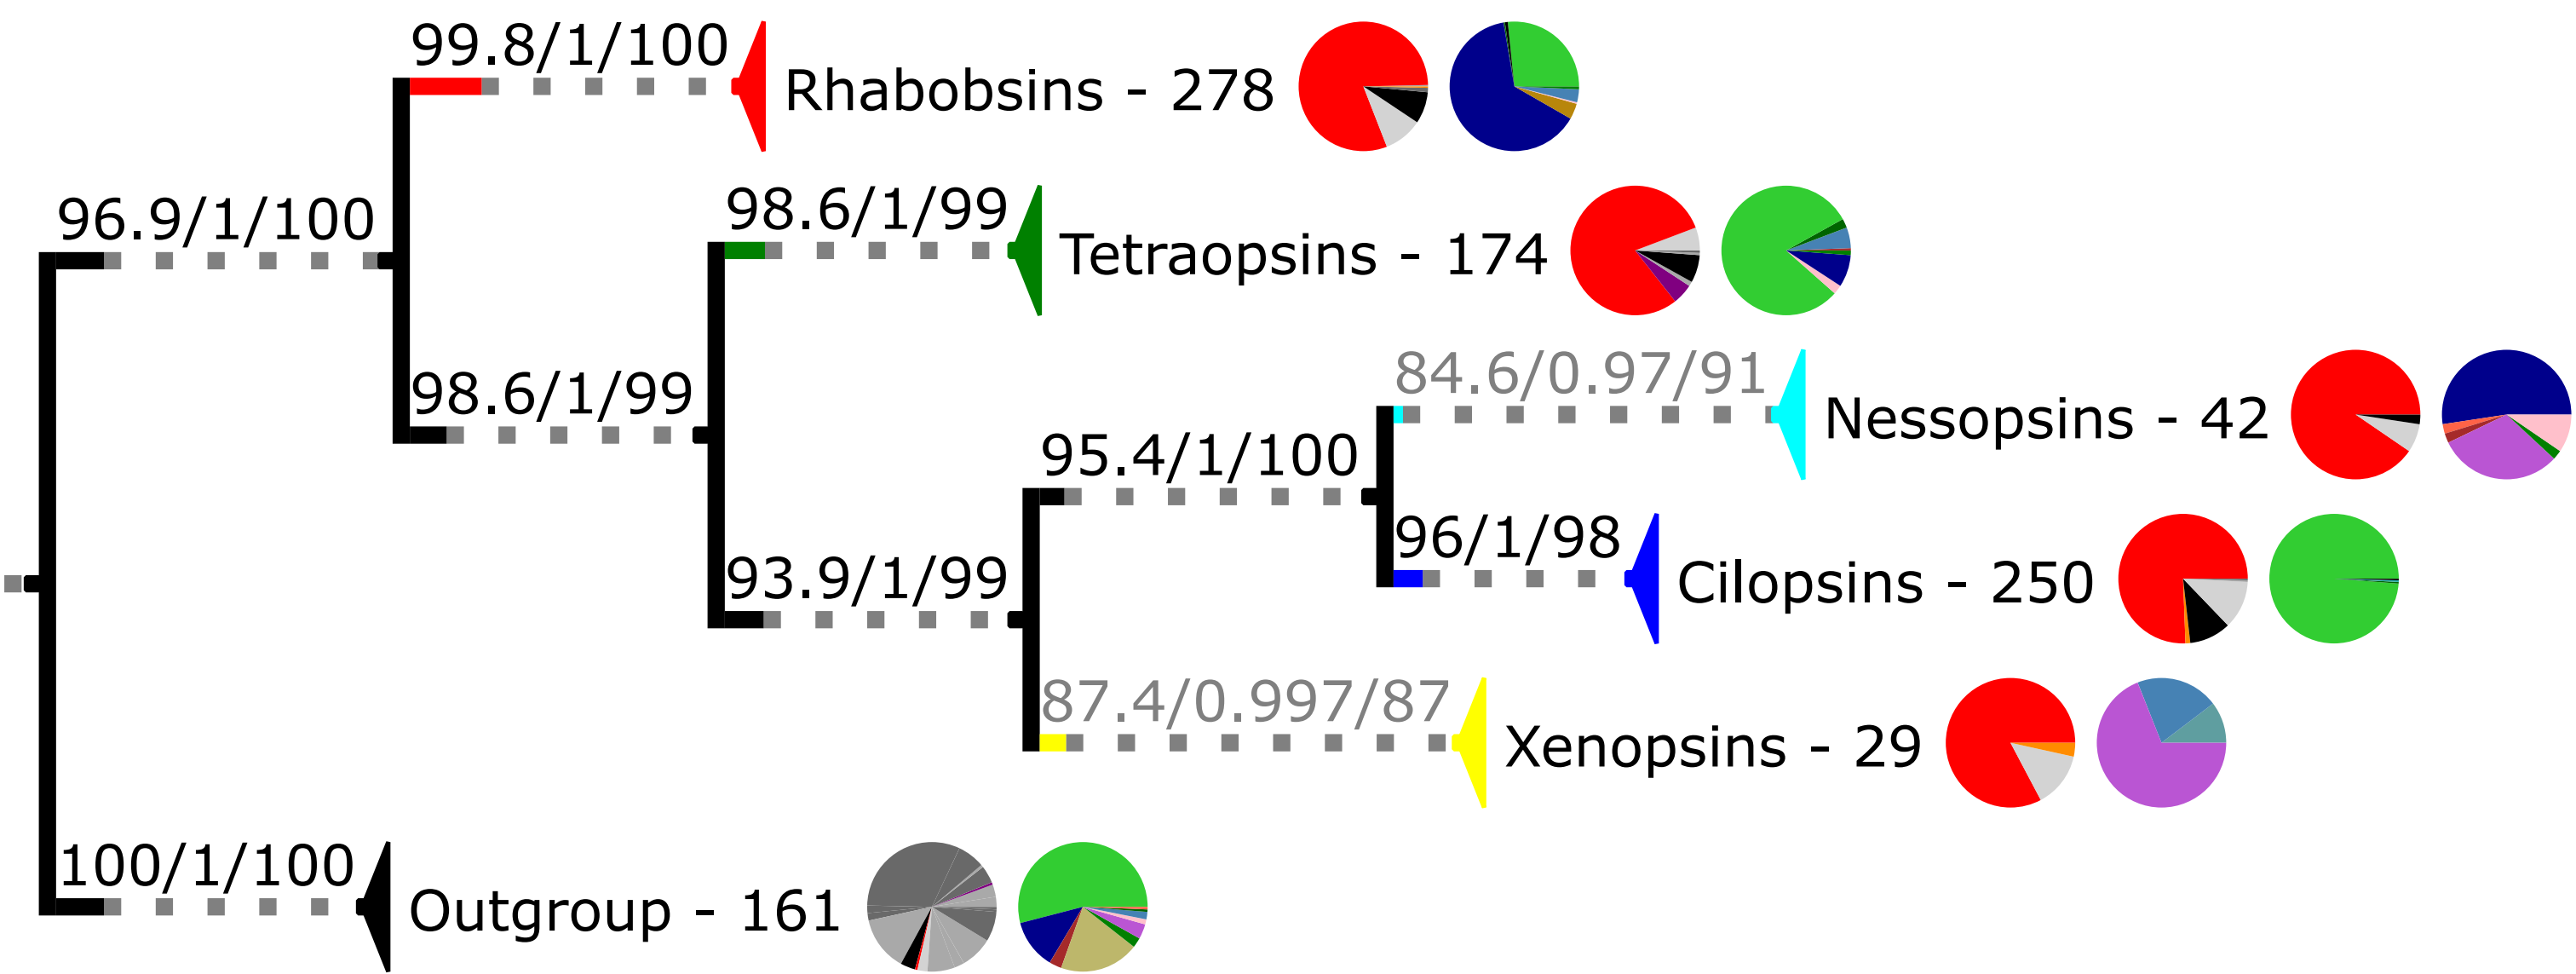 99.8/1/100
Rhabobsins - 278
96.9/1/100
98.6/1/99
Tetraopsins - 174
98.6/1/99
84.6/0.97/91
Nessopsins - 42
95.4/1/100
96/1/98
Cilopsins - 250
93.9/1/99
87.4/0.997/87
Xenopsins - 29
100/1/100
Outgroup - 161